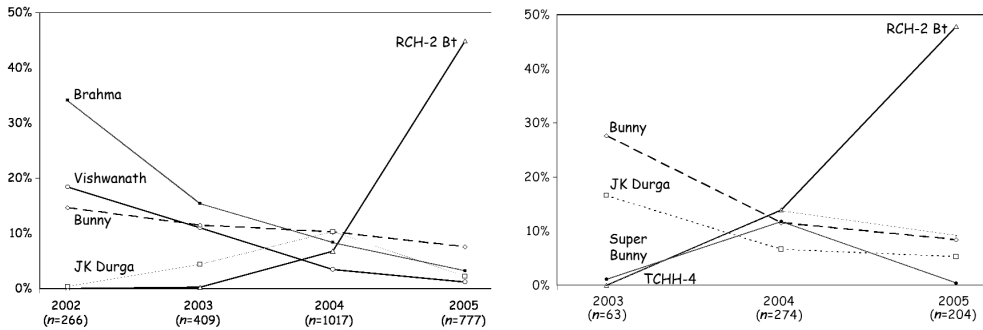 50%
40%
30%
20%
10%
0%
RCH-2 Bt
Brahma
Vishwanath
Bunny
JK Durga
2002
(n=266)
2003
(n=409)
2004
(n=1017)
2005
(n=777)
50%
40%
30%
20%
10%
0%
RCH-2 Bt
Bunny
JK Durga
Super
Bunny
TCHH-4
2003
(n=63)
2004
(n=274)
2005
(n=204)